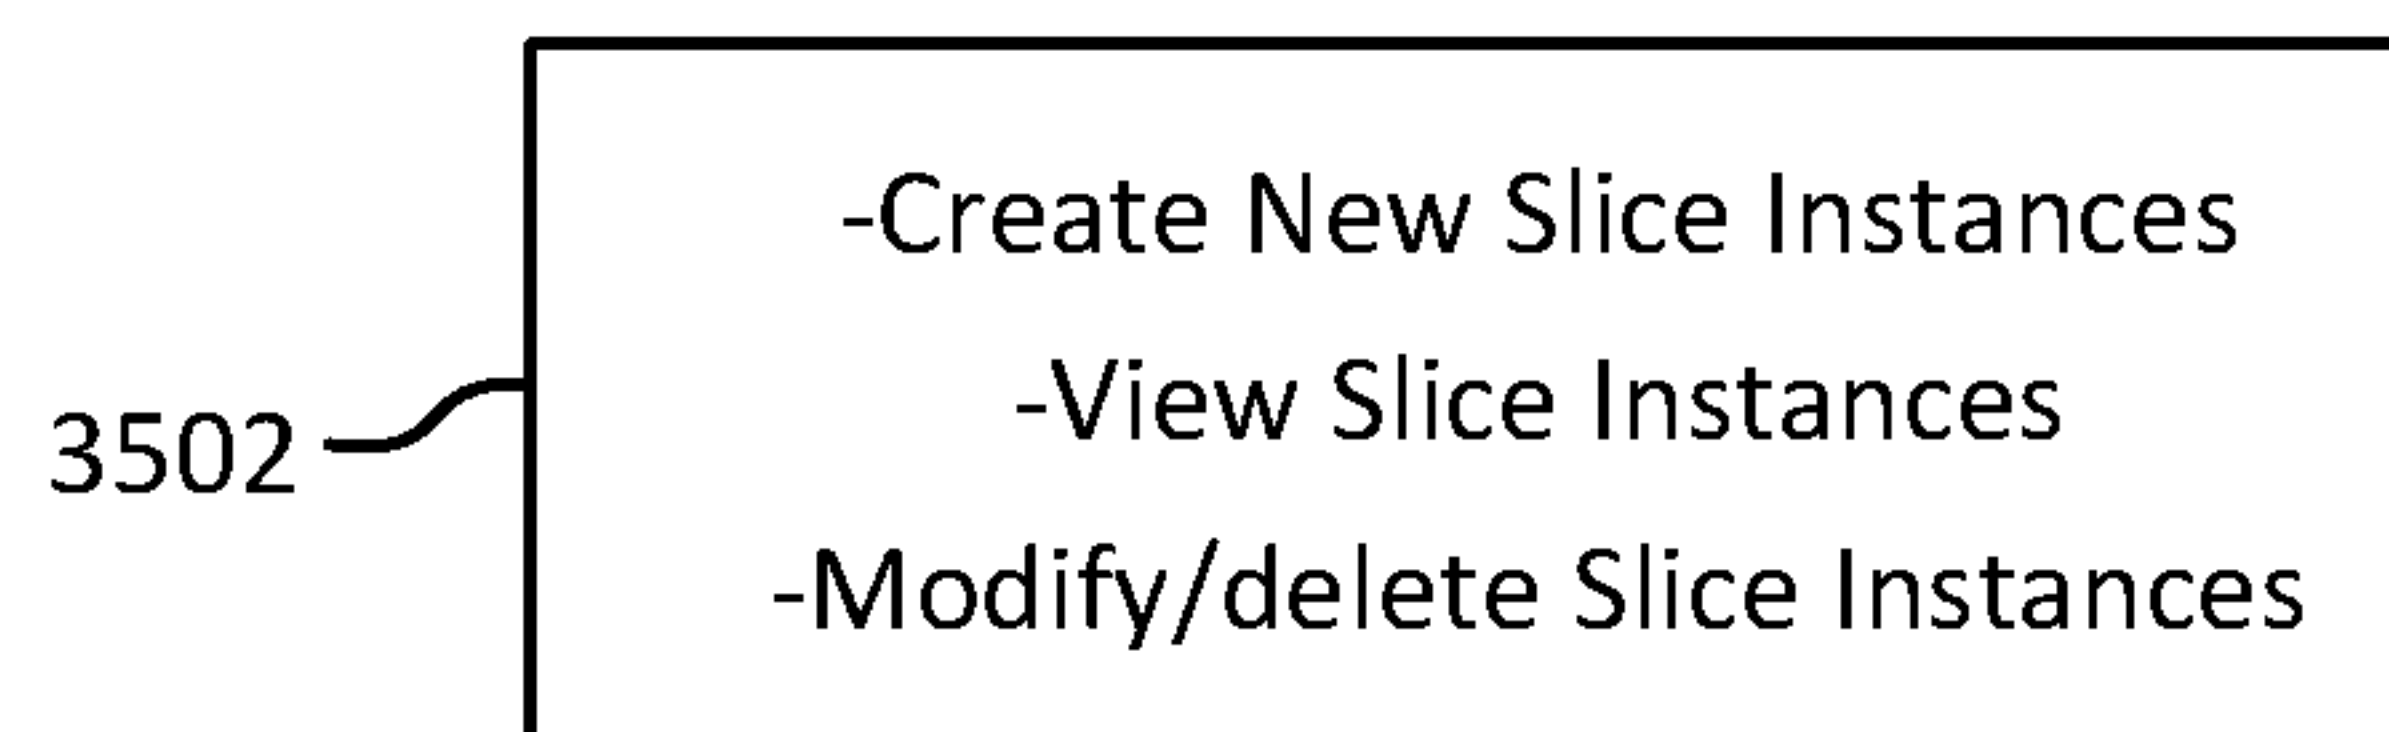 -Create New Slice Instances
-View Slice Instances
3502
-Modify/delete Slice Instances